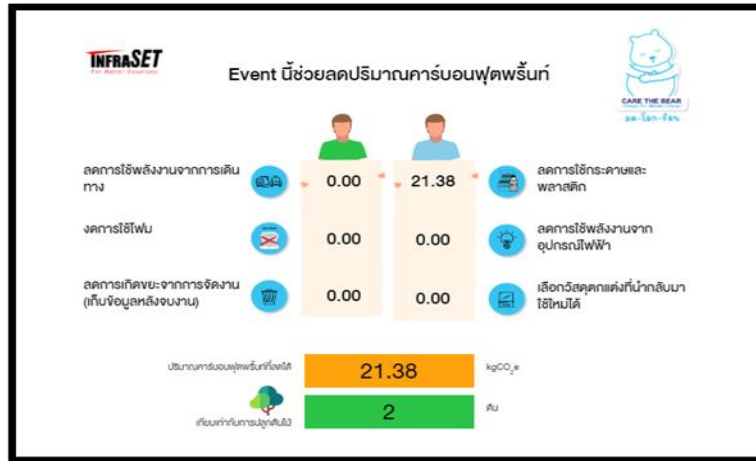 INFRASET
For Better Solutions
Event นี้ช่วยลดปริมาณคาร์บอนฟุตพริ้นท์
CARE THE BEAR
Change the Climate Change
ลด-โลก-ร้อน
ลดการใช้พลังงานจากการเดิน
ทาง
0.00
21.38
ลดการใช้กระดาษและ
พลาสติก
งดการใช้โฟม
0.00
0.00
ลดการใช้พลังงานจาก
อุปกรณ์ไฟฟ้า
ลดการเกิดขยะจากการจัดงาน
(เก็บข้อมูลหลังจบงาน)
0.00
0.00
เลือกวัสดุตกแต่งที่นำกลับมา
ใช้ใหม่ได้
ปริมาณคาร์บอนฟุตพริ้นท์ที่ลดได้
21.38
kgCO2e
เทียบเท่ากับการปลูกต้นไม้
2
ต้น